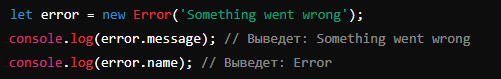 let error = new Error('Something went wrong');
console.log(error.message); // Выведет: Something went wrong
console.log(error.name); // Выведет: Error